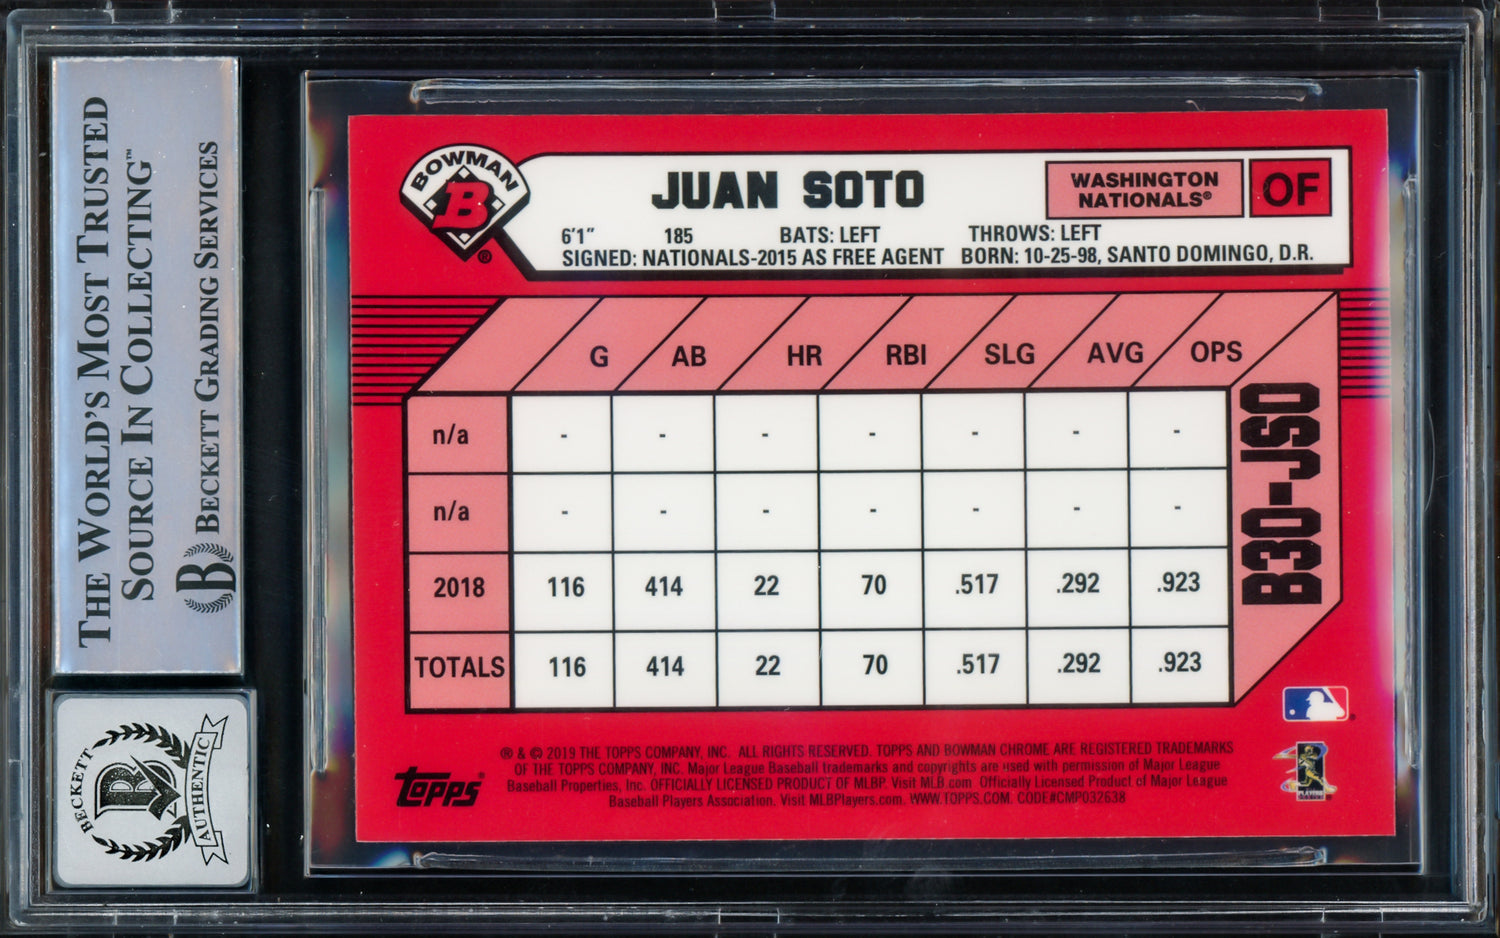 THE WORLD'S MOST TRUSTED
SOURCE IN COLLECTING™
BECKETT GRADING SERVICES
B
BECKETT
B
AUTHENTIC
BOWMAN
B
®
JUAN SOTO
WASHINGTON
NATIONALS®
OF
6'1" 185 BATS: LEFT THROWS: LEFT
SIGNED: NATIONALS-2015 AS FREE AGENT BORN: 10-25-98, SANTO DOMINGO, D.R.
G AB HR RBI SLG AVG OPS
n/a - - - - - - -
n/a - - - - - - -
2018 116 414 22 70 .517 .292 .923
TOTALS 116 414 22 70 .517 .292 .923
B30-JSO
® & © 2019 THE TOPPS COMPANY, INC. ALL RIGHTS RESERVED. TOPPS AND BOWMAN CHROME ARE REGISTERED TRADEMARKS
OF THE TOPPS COMPANY, INC. Major League Baseball trademarks and copyrights are used with permission of Major League
Baseball Properties, Inc. OFFICIALLY LICENSED PRODUCT OF MLBP. Visit MLB.com Officially Licensed Product of Major League
Baseball Players Association. Visit MLBPlayers.com. WWW.TOPPS.COM. CODE#CMP032638
Topps®